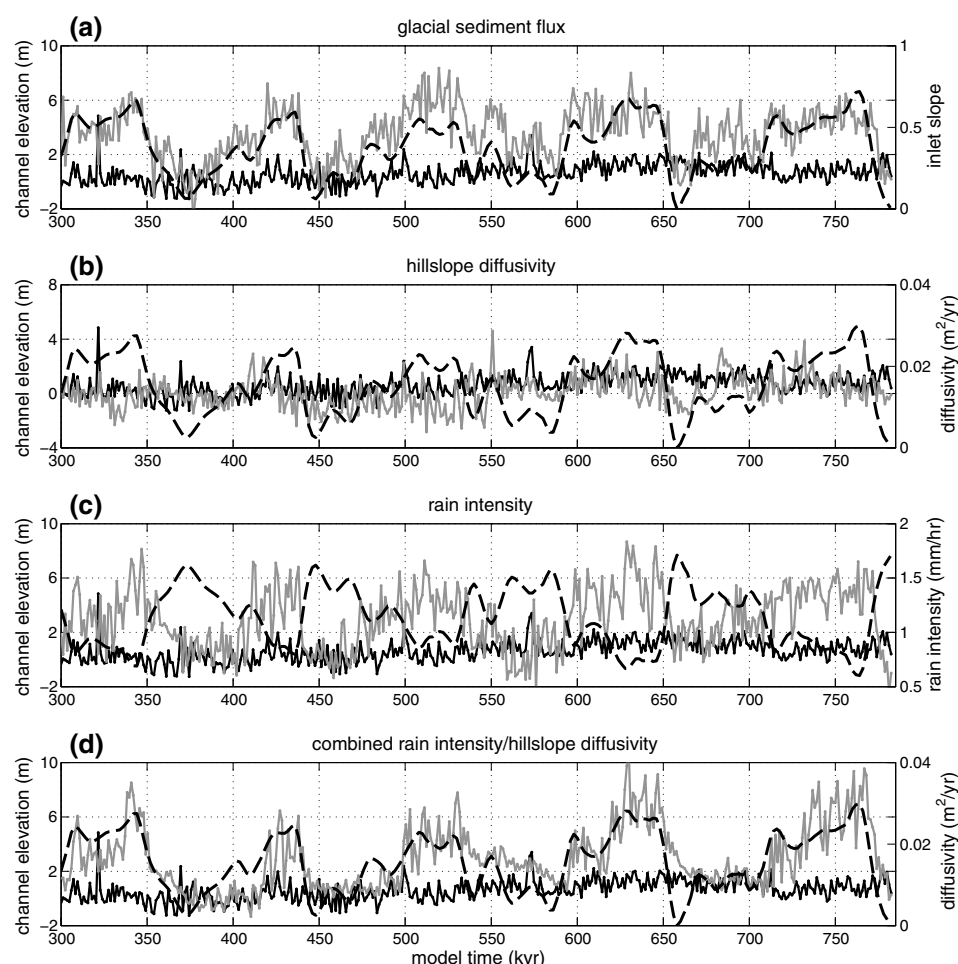 (a) glacial sediment flux
channel elevation (m)
10
6
2
−2
1
0.5
0
inlet slope
300 350 400 450 500 550 600 650 700 750
(b) hillslope diffusivity
channel elevation (m)
8
4
0
−4
0.04
0.02
0
diffusivity (m²/yr)
300 350 400 450 500 550 600 650 700 750
(c) rain intensity
channel elevation (m)
10
6
2
−2
2
1.5
1
0.5
rain intensity (mm/hr)
300 350 400 450 500 550 600 650 700 750
(d) combined rain intensity/hillslope diffusivity
channel elevation (m)
10
6
2
−2
0.04
0.02
0
diffusivity (m²/yr)
300 350 400 450 500 550 600 650 700 750
model time (kyr)